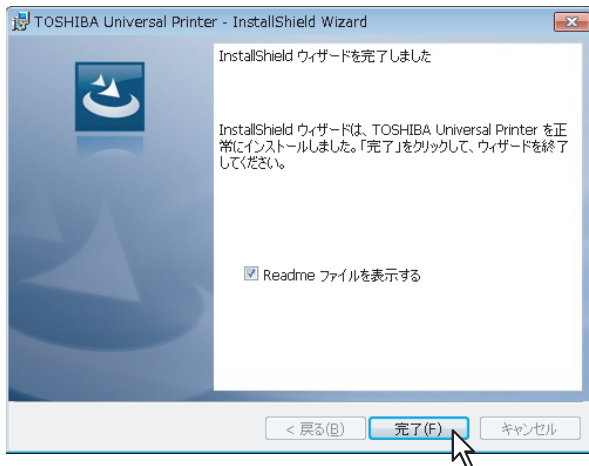 TOSHIBA Universal Printer - InstallShield Wizard
InstallShield ウィザードを完了しました
InstallShield ウィザードは、TOSHIBA Universal Printer を正
常にインストールしました。「完了」をクリックして、ウィザードを終了
してください。
Readme ファイルを表示する
< 戻る(B) 完了(F) キャンセル